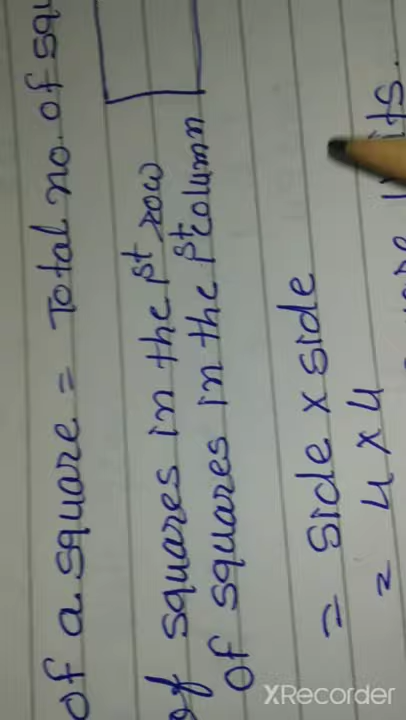 of a square = Total no. of squ
of squares in the 1st row
of squares in the 1st column
= side x side
= 4 x 4
XRecorder